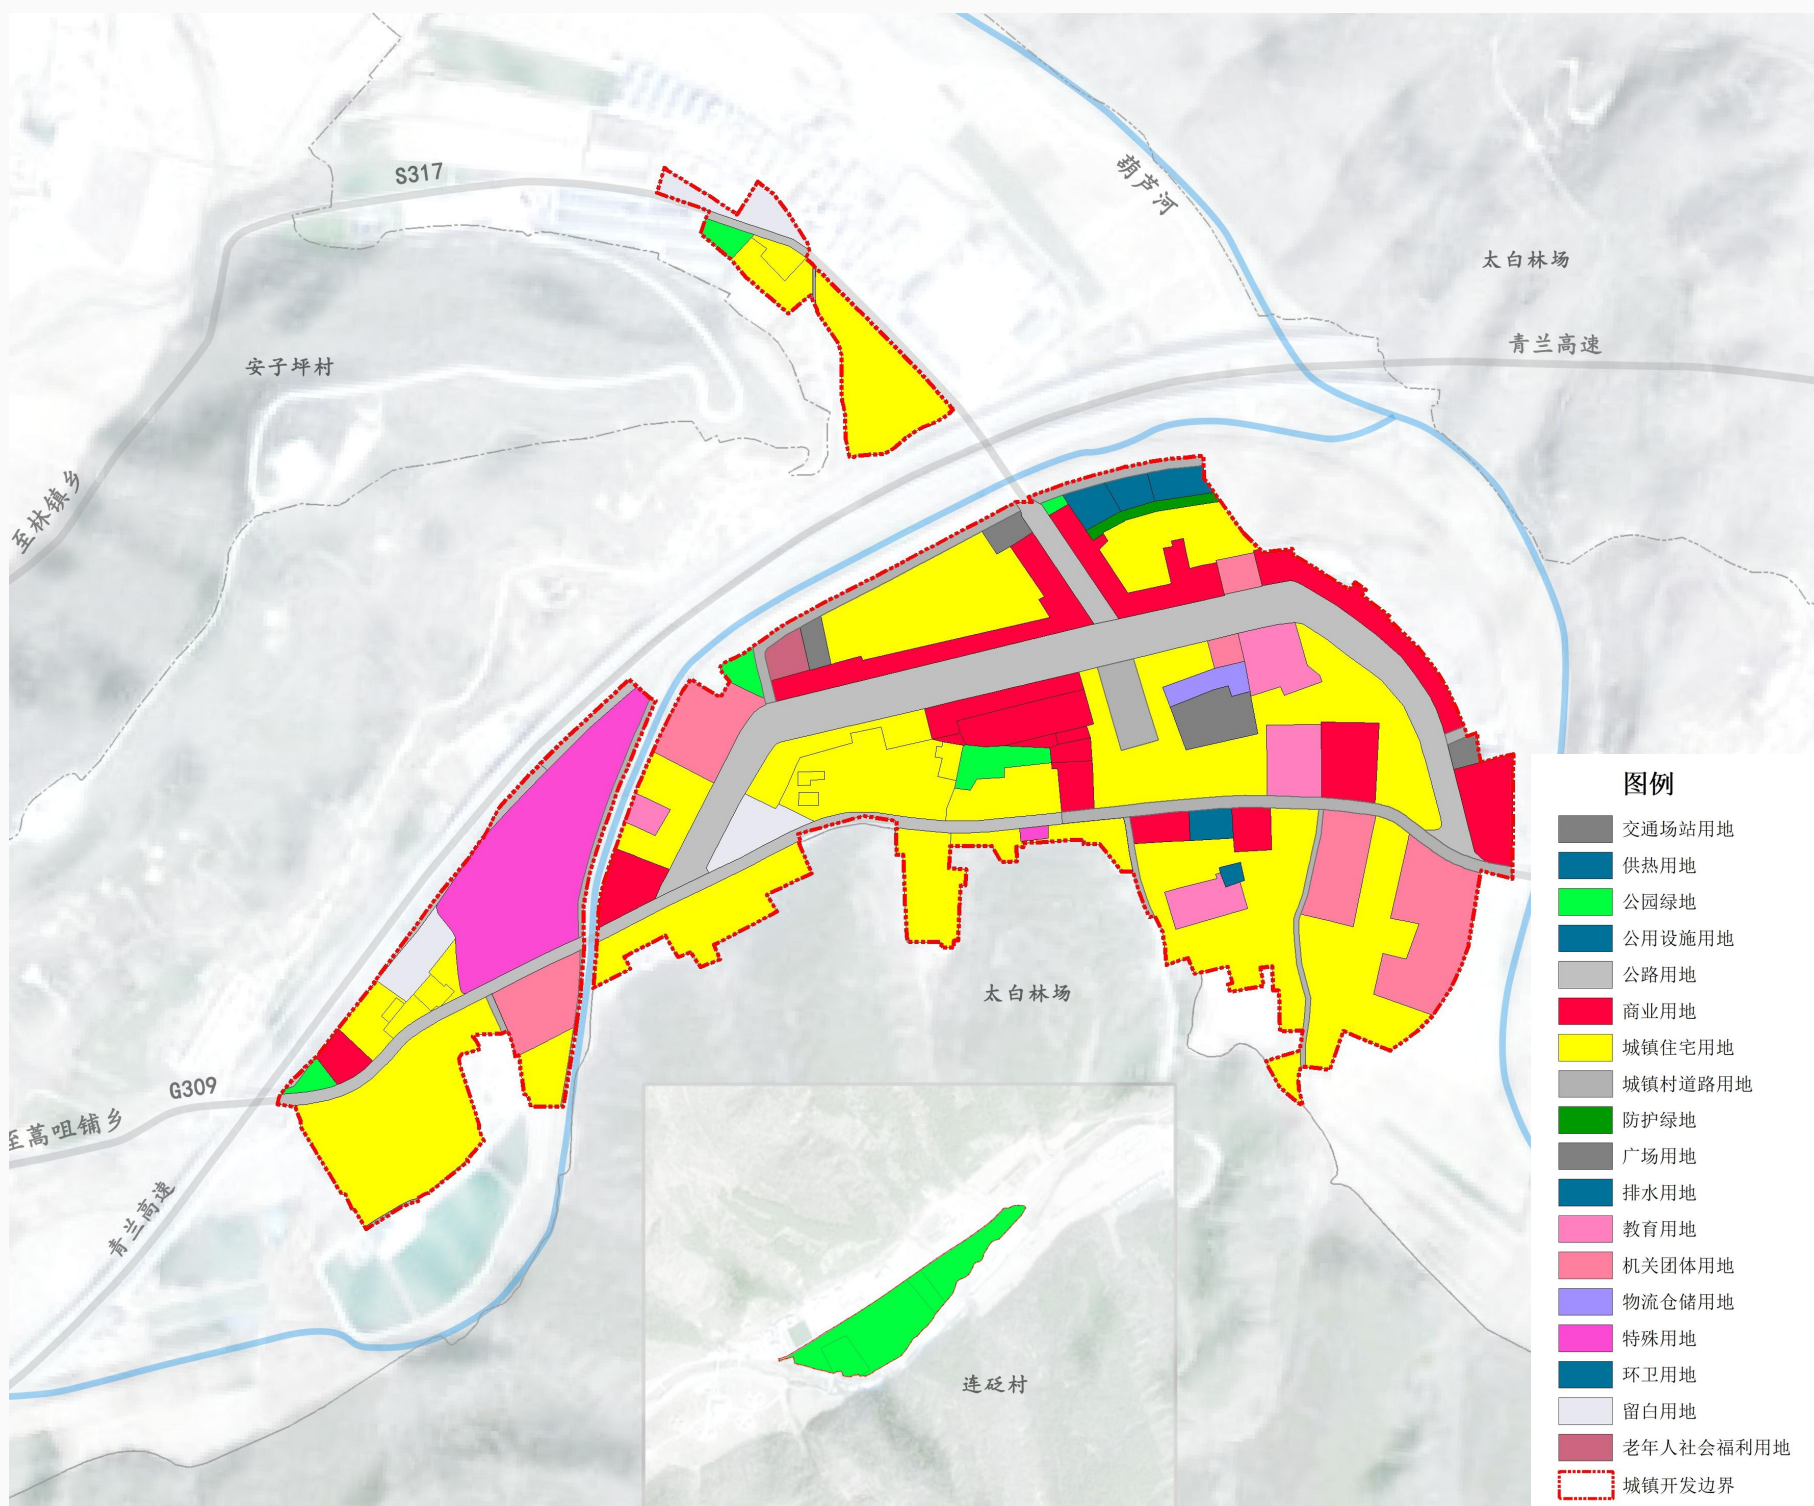 S317
葫芦河
太白林场
青兰高速
安子坪村
至林镇乡
太白林场
G309
至蒿咀铺乡
青兰高速
连砭村
图例
交通场站用地
供热用地
公园绿地
公用设施用地
公路用地
商业用地
城镇住宅用地
城镇村道路用地
防护绿地
广场用地
排水用地
教育用地
机关团体用地
物流仓储用地
特殊用地
环卫用地
留白用地
老年人社会福利用地
城镇开发边界